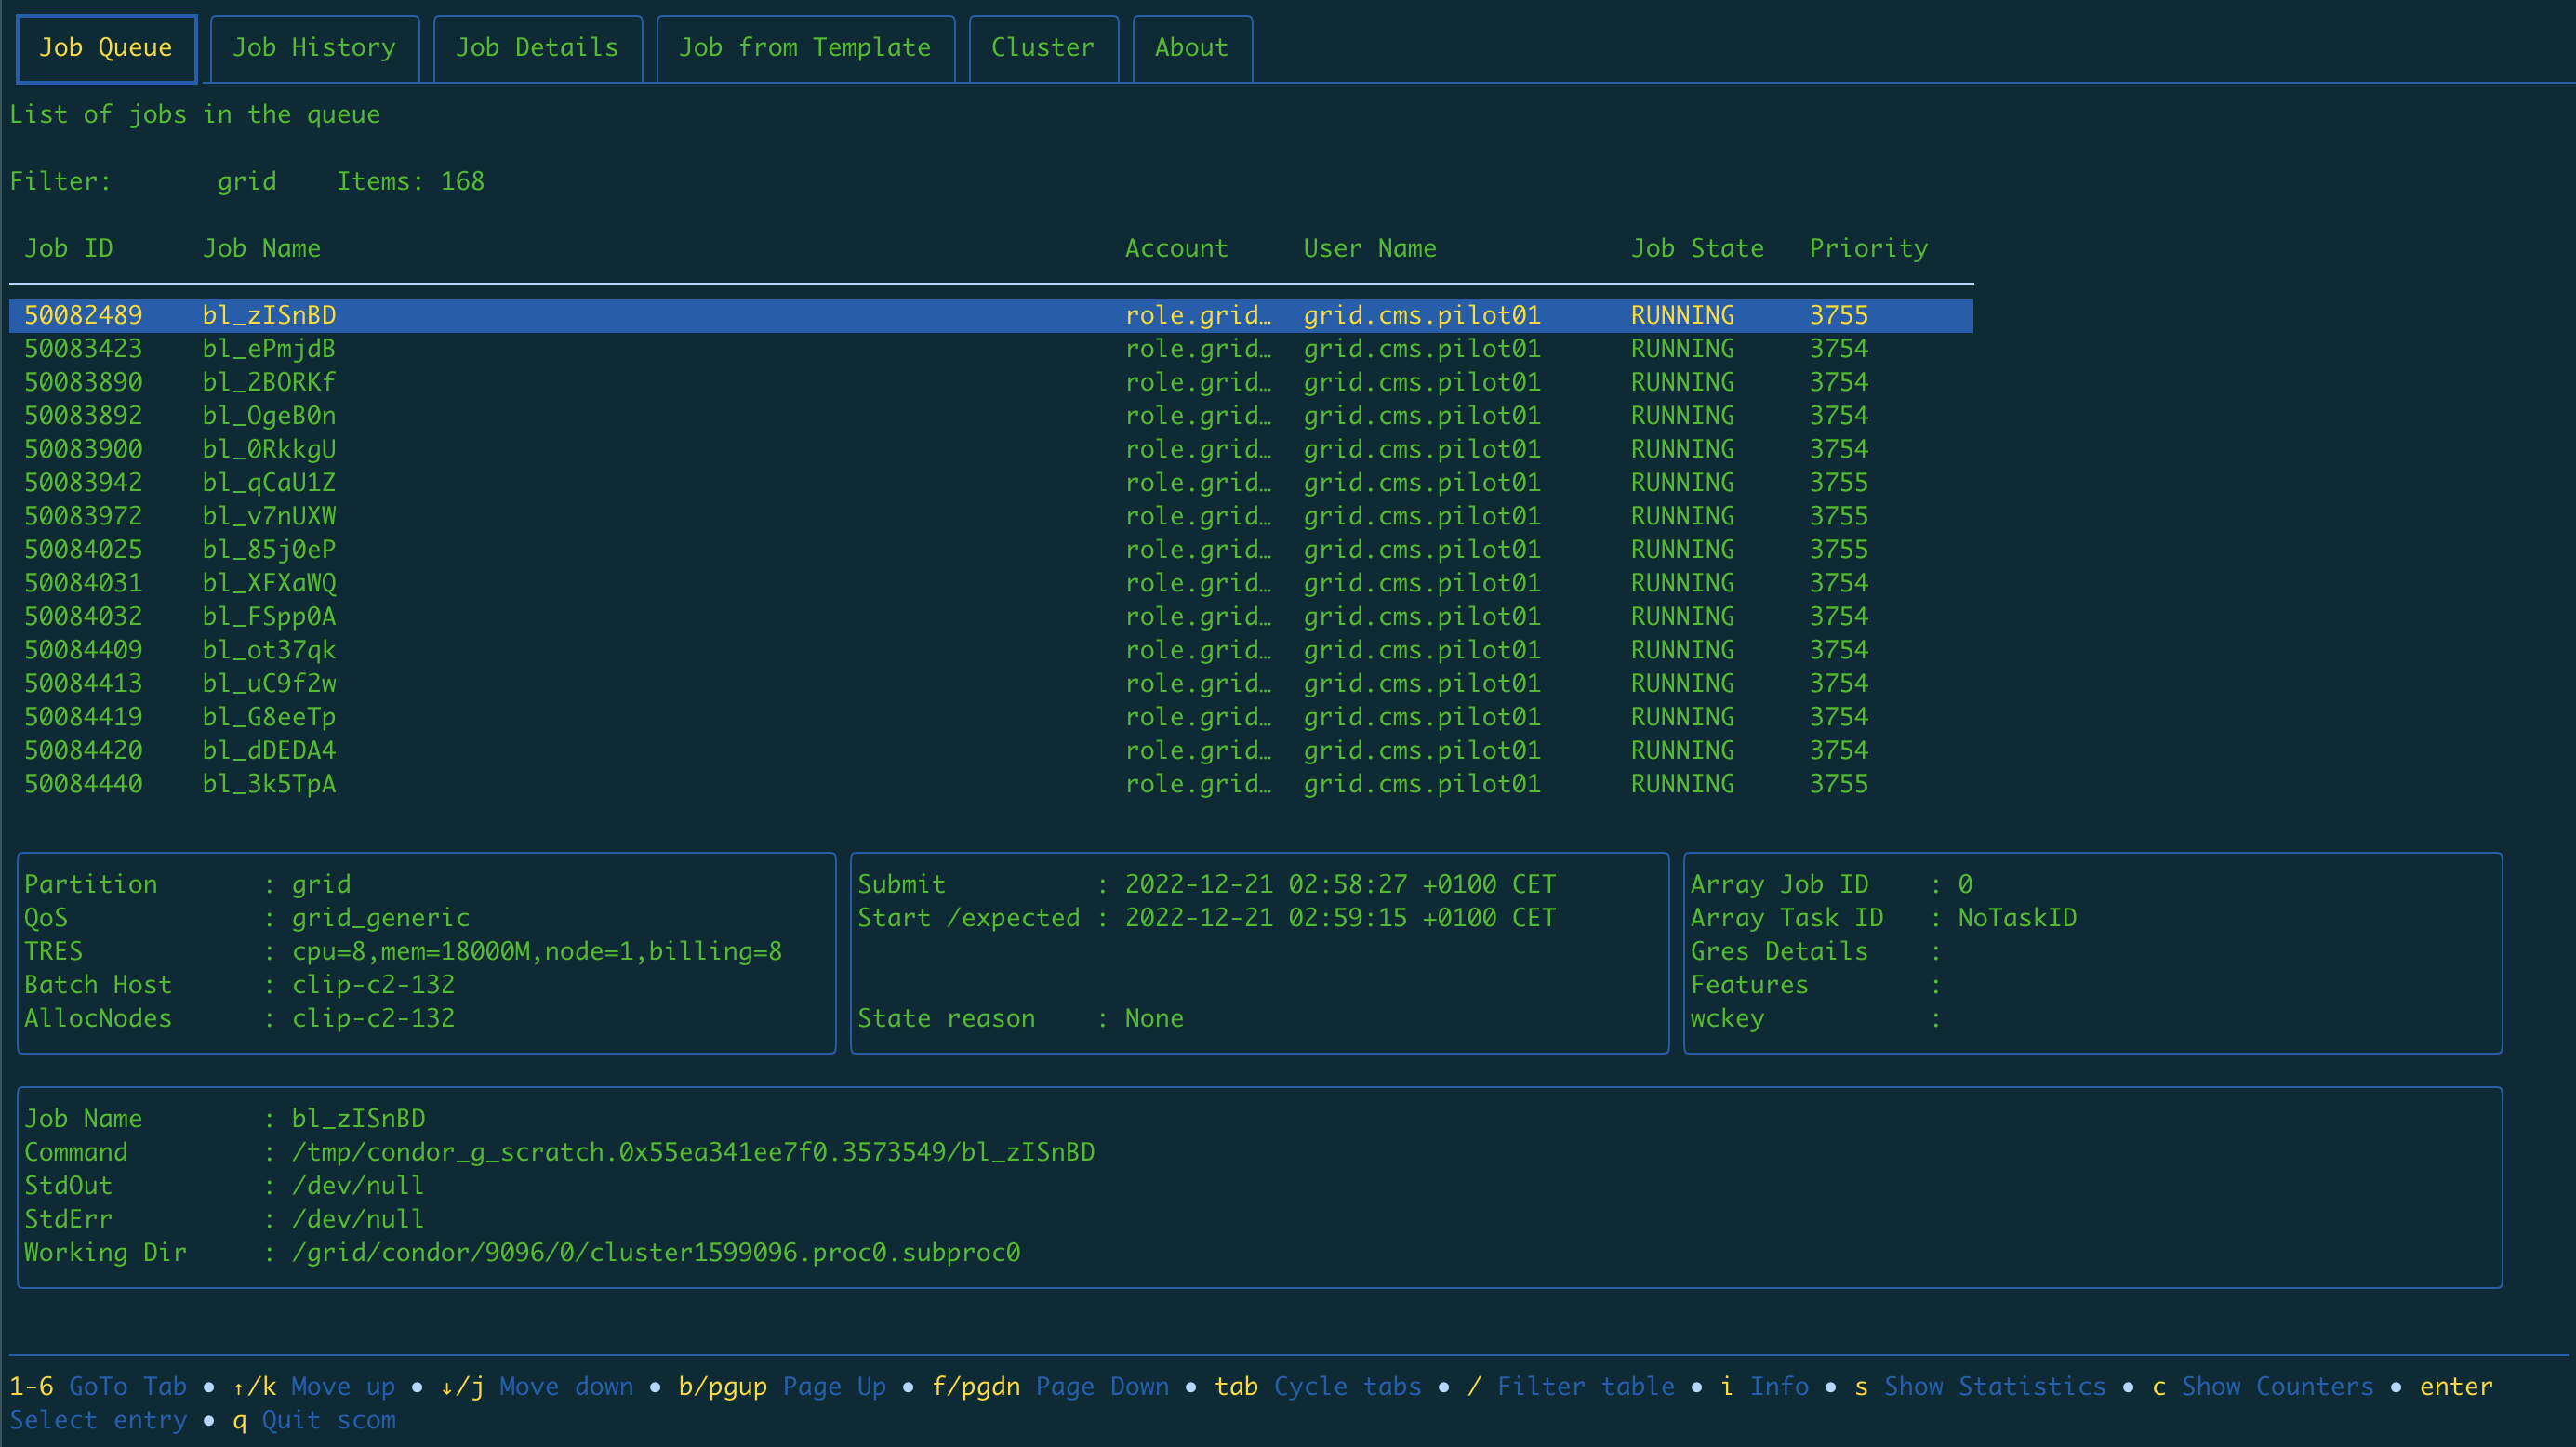 Job Queue Job History Job Details Job from Template Cluster About
List of jobs in the queue
Filter: grid Items: 168
Job ID Job Name Account User Name Job State Priority
50082489 bl_zISnBD role.grid… grid.cms.pilot01 RUNNING 3755
50083423 bl_ePmjdB role.grid… grid.cms.pilot01 RUNNING 3754
50083890 bl_2BORKf role.grid… grid.cms.pilot01 RUNNING 3754
50083892 bl_OgeB0n role.grid… grid.cms.pilot01 RUNNING 3754
50083900 bl_0RkkgU role.grid… grid.cms.pilot01 RUNNING 3754
50083942 bl_qCaU1Z role.grid… grid.cms.pilot01 RUNNING 3755
50083972 bl_v7nUXW role.grid… grid.cms.pilot01 RUNNING 3755
50084025 bl_85j0eP role.grid… grid.cms.pilot01 RUNNING 3755
50084031 bl_XFXaWQ role.grid… grid.cms.pilot01 RUNNING 3754
50084032 bl_FSpp0A role.grid… grid.cms.pilot01 RUNNING 3754
50084409 bl_ot37qk role.grid… grid.cms.pilot01 RUNNING 3754
50084413 bl_uC9f2w role.grid… grid.cms.pilot01 RUNNING 3754
50084419 bl_G8eeTp role.grid… grid.cms.pilot01 RUNNING 3754
50084420 bl_dDEDA4 role.grid… grid.cms.pilot01 RUNNING 3754
50084440 bl_3k5TpA role.grid… grid.cms.pilot01 RUNNING 3755
Partition : grid
QoS : grid_generic
TRES : cpu=8,mem=18000M,node=1,billing=8
Batch Host : clip-c2-132
AllocNodes : clip-c2-132
Submit : 2022-12-21 02:58:27 +0100 CET
Start /expected : 2022-12-21 02:59:15 +0100 CET
State reason : None
Array Job ID : 0
Array Task ID : NoTaskID
Gres Details :
Features :
wckey :
Job Name : bl_zISnBD
Command : /tmp/condor_g_scratch.0x55ea341ee7f0.3573549/bl_zISnBD
StdOut : /dev/null
StdErr : /dev/null
Working Dir : /grid/condor/9096/0/cluster1599096.proc0.subproc0
1-6 GoTo Tab • ↑/k Move up • ↓/j Move down • b/pgup Page Up • f/pgdn Page Down • tab Cycle tabs • / Filter table • i Info • s Show Statistics • c Show Counters • enter
Select entry • q Quit scom